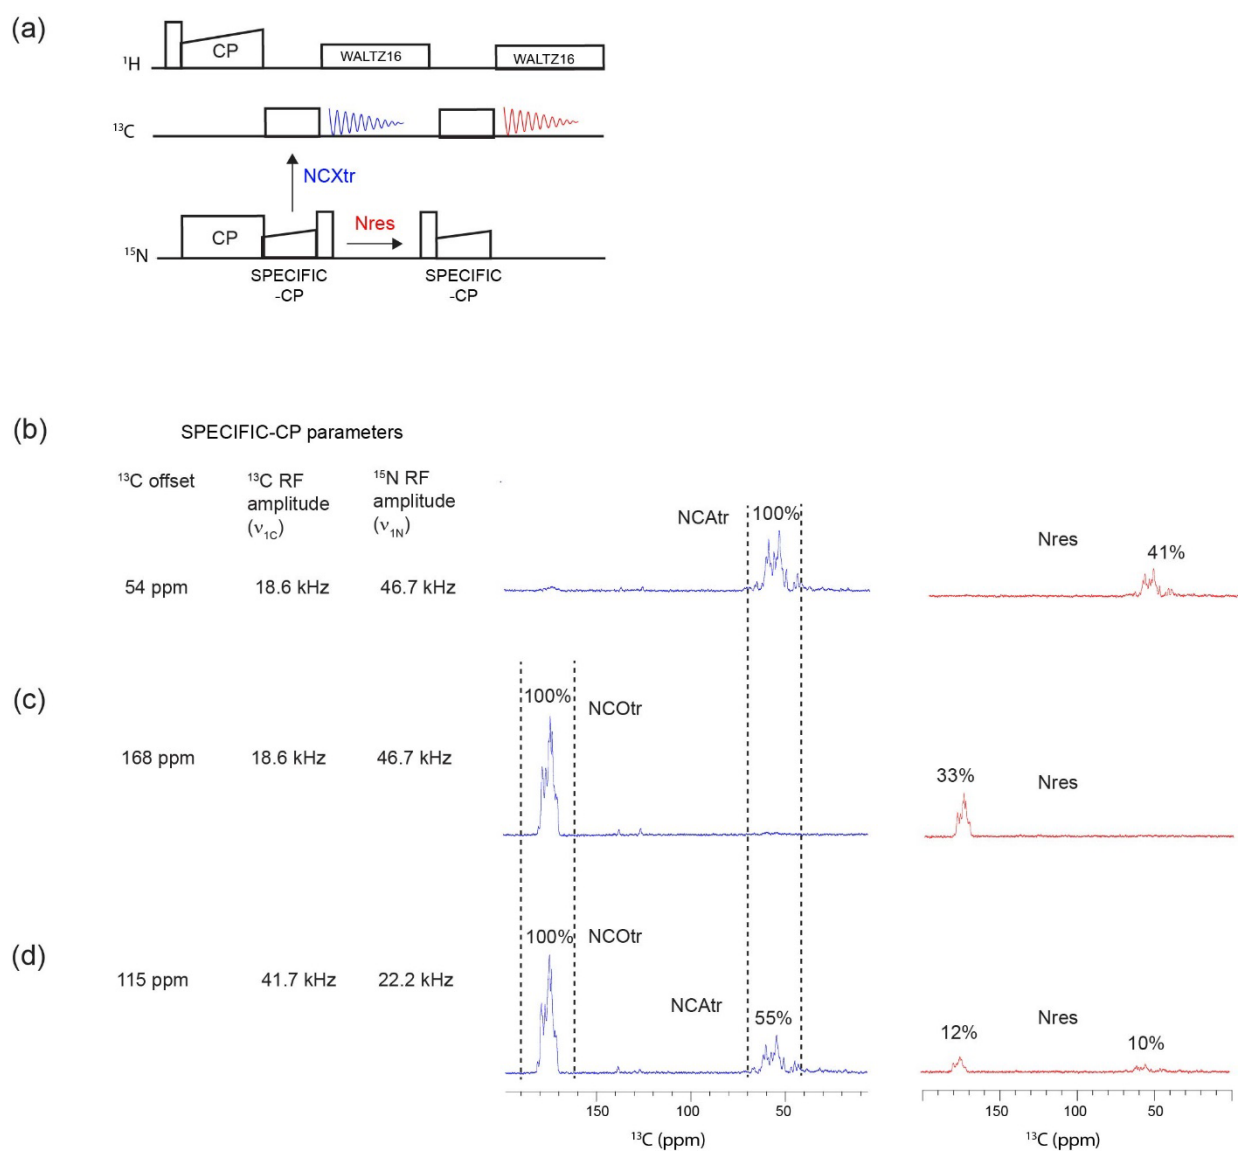 (a)
CP
WALTZ16
WALTZ16
¹H
¹³C
NCXtr
CP
Nres
¹⁵N
SPECIFIC
-CP
SPECIFIC
-CP
(b)
SPECIFIC-CP parameters
¹³C offset
¹³C RF
amplitude
(ν₁C)
¹⁵N RF
amplitude
(ν₁N)
54 ppm
18.6 kHz
46.7 kHz
NCAtr
100%
Nres
41%
(c)
168 ppm
18.6 kHz
46.7 kHz
100%
NCOtr
33%
Nres
(d)
115 ppm
41.7 kHz
22.2 kHz
100%
NCOtr
NCAtr
55%
12%
Nres
10%
150 100 50
¹³C (ppm)
150 100 50
¹³C (ppm)